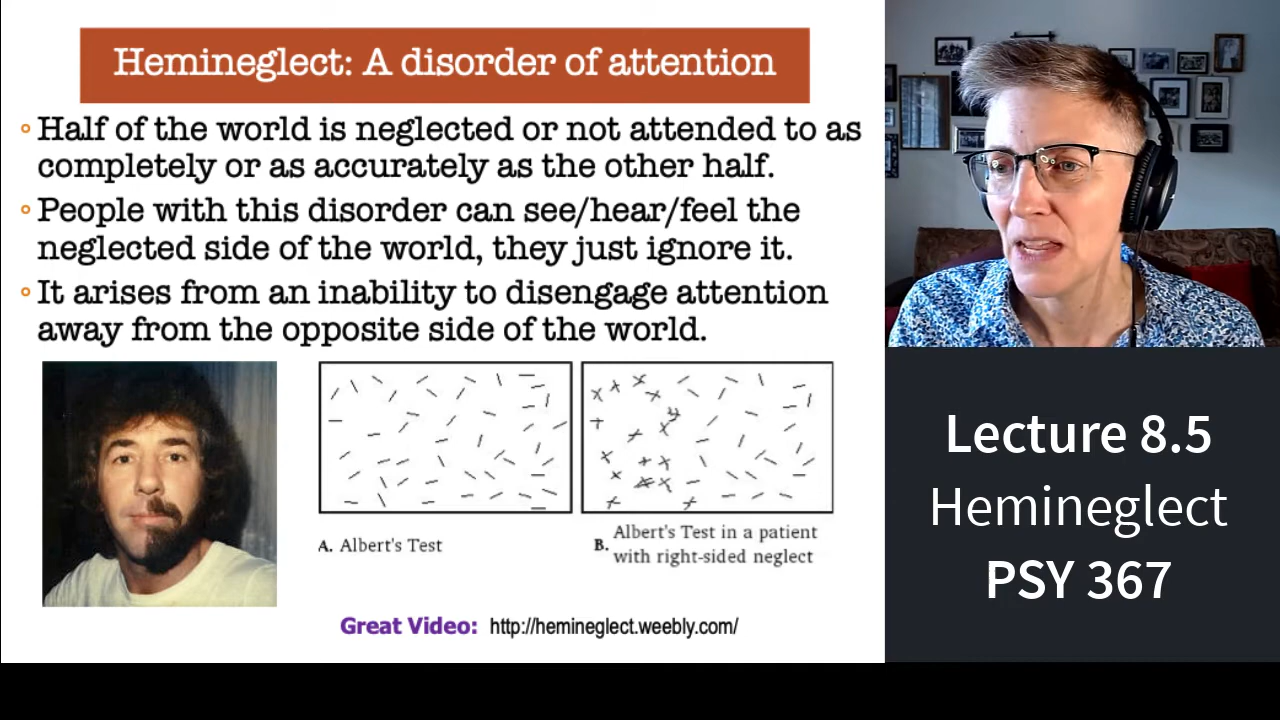 Hemineglect: A disorder of attention
Half of the world is neglected or not attended to as
completely or as accurately as the other half.
People with this disorder can see/hear/feel the
neglected side of the world, they just ignore it.
It arises from an inability to disengage attention
away from the opposite side of the world.
A. Albert's Test
B. Albert's Test in a patient
with right-sided neglect
Great Video: http://hemineglect.weebly.com/
Lecture 8.5
Hemineglect
PSY 367